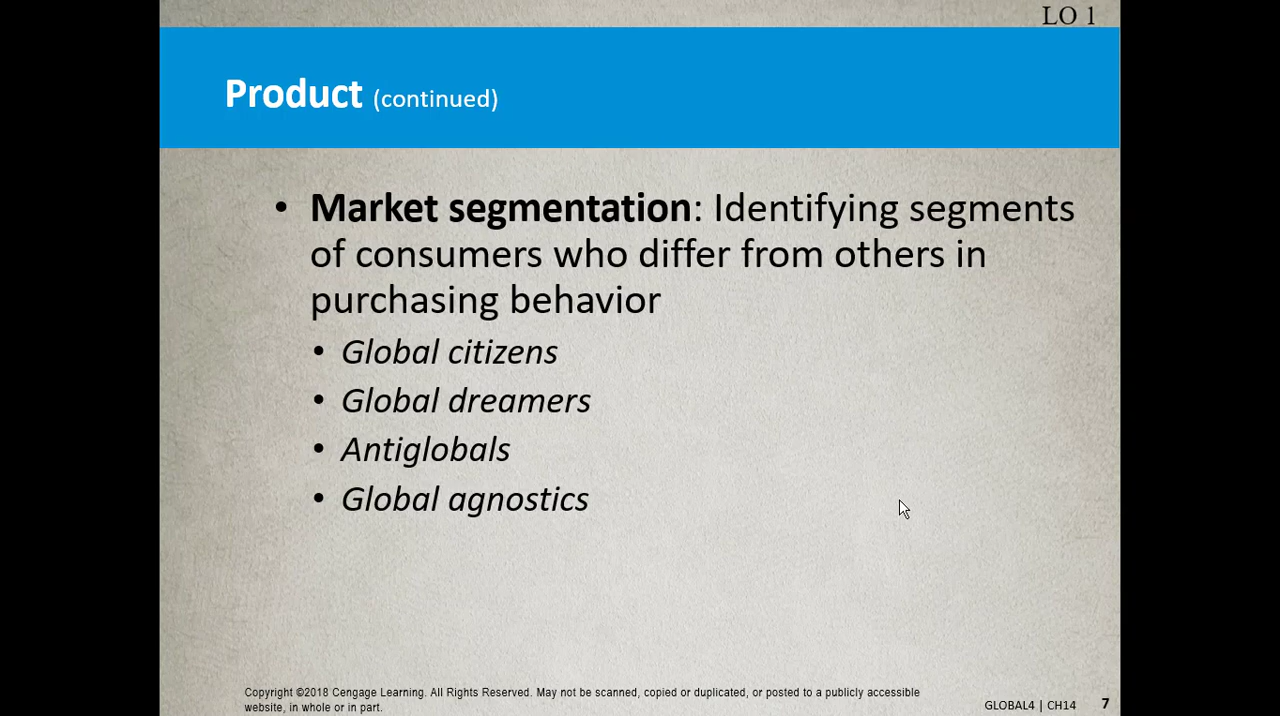 LO 1
Product (continued)
• Market segmentation: Identifying segments
of consumers who differ from others in
purchasing behavior
• Global citizens
• Global dreamers
• Antiglobals
• Global agnostics
Copyright ©2018 Cengage Learning. All Rights Reserved. May not be scanned, copied or duplicated, or posted to a publicly accessible
website, in whole or in part.
GLOBAL4 | CH14 7